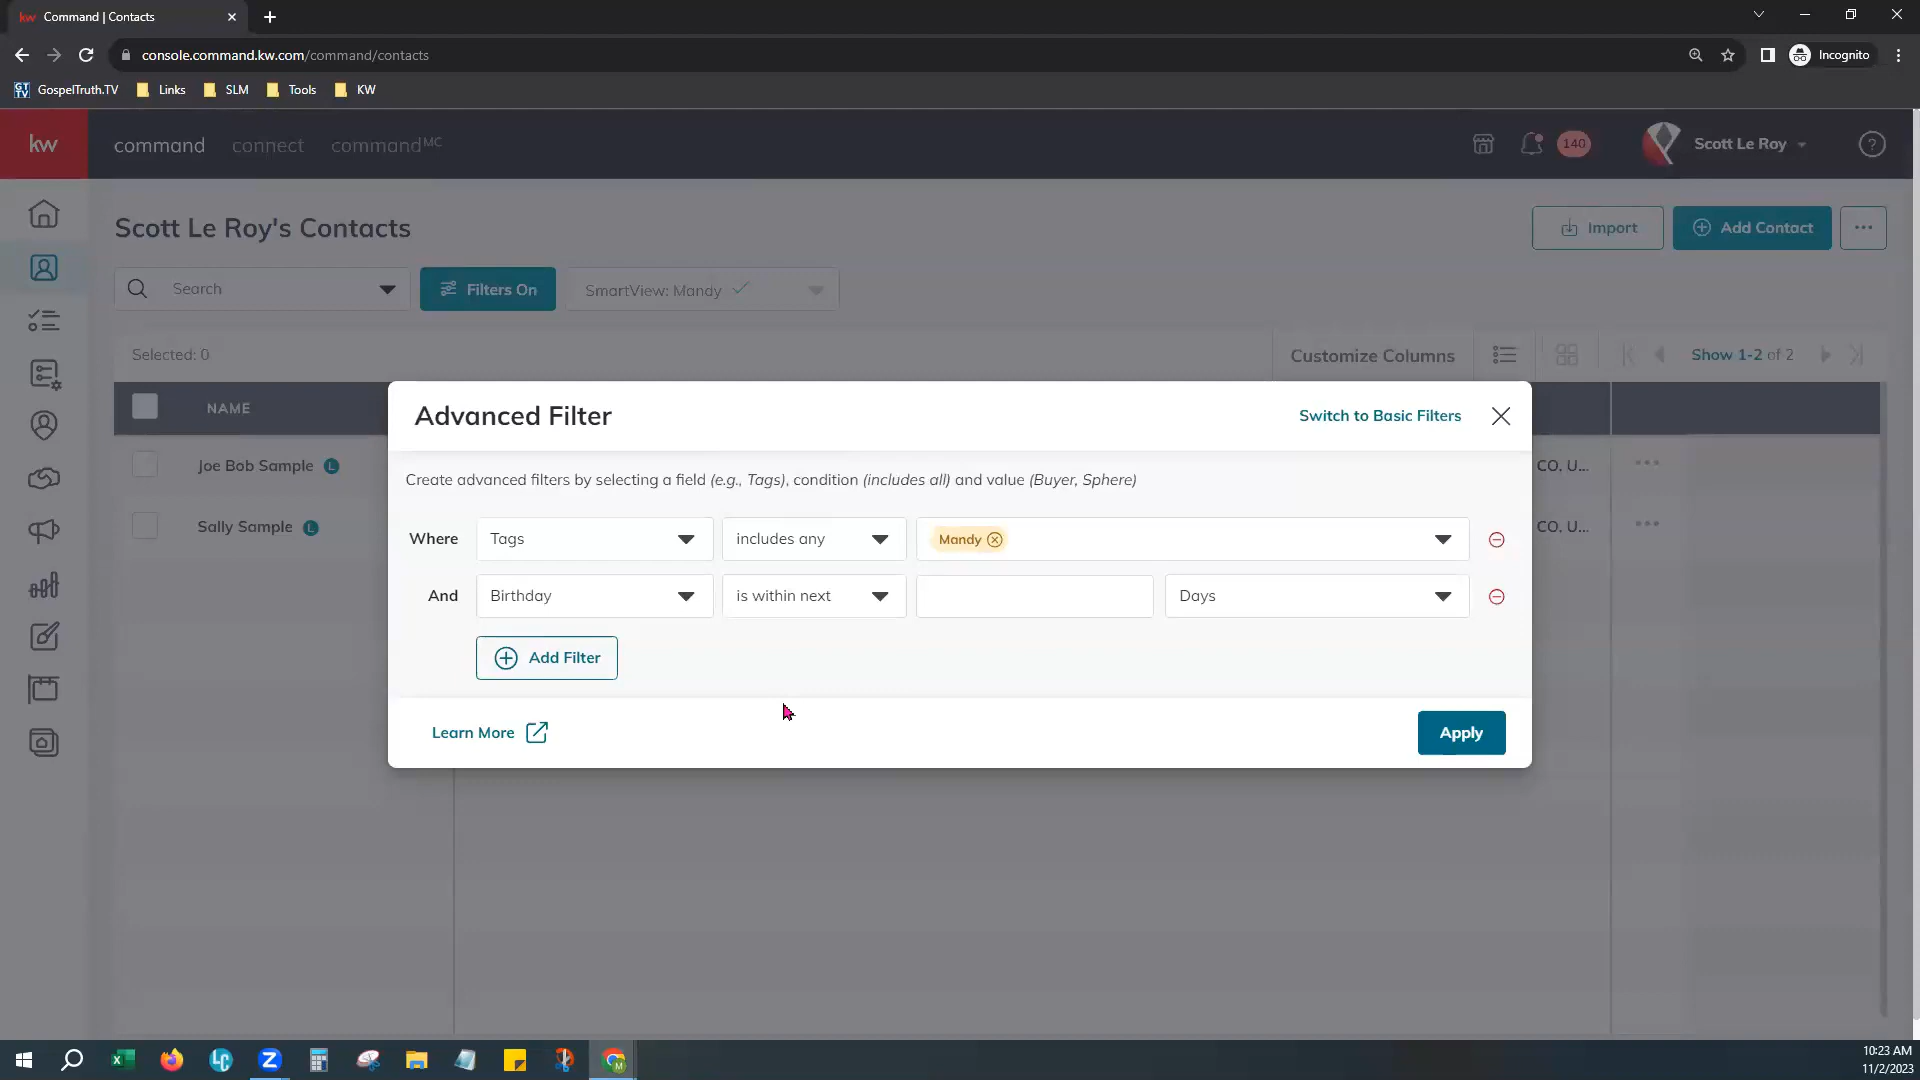 kw Command | Contacts
console.command.kw.com/command/contacts
Incognito
GT TV GospelTruth.TV Links SLM Tools KW
kw command connect commandMC 140 Scott Le Roy ?
Scott Le Roy's Contacts Import Add Contact
Search Filters On SmartView: Mandy
Selected: 0 Customize Columns Show 1-2 of 2
NAME
Joe Bob Sample L CO, U...
Sally Sample L CO, U...
Advanced Filter Switch to Basic Filters
Create advanced filters by selecting a field (e.g., Tags), condition (includes all) and value (Buyer, Sphere)
Where Tags includes any Mandy
And Birthday is within next Days
Add Filter
Learn More Apply
10:23 AM
11/2/2023